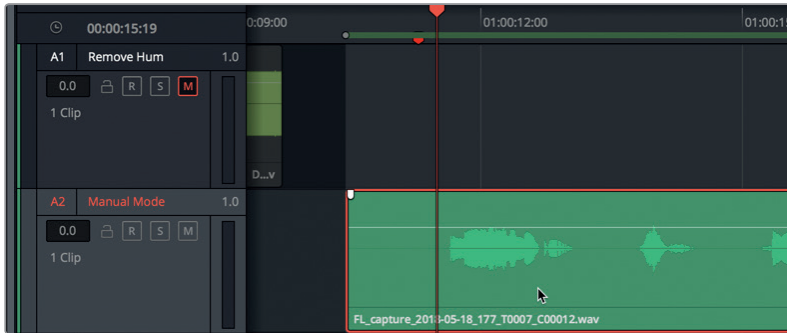 00:00:15:19
0:09:00
01:00:12:00
01:00:1
A1 Remove Hum 1.0
0.0 R S M
1 Clip
D...v
A2 Manual Mode 1.0
0.0 R S M
1 Clip
FL_capture_2018-05-18_177_T0007_C00012.wav